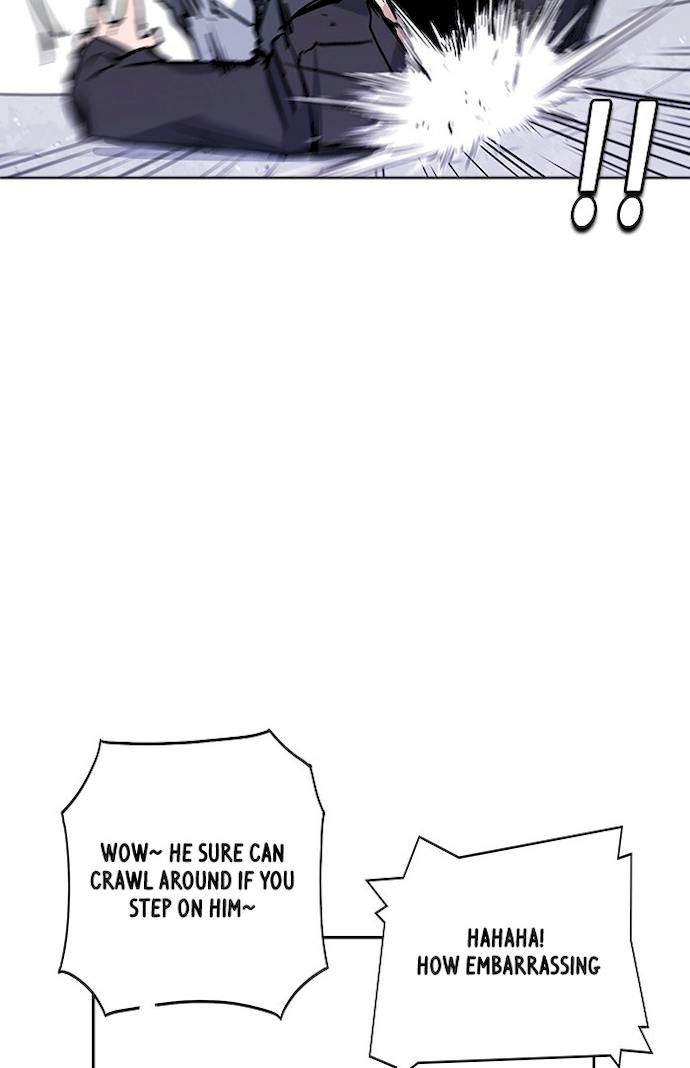 !!
WOW~ HE SURE CAN
CRAWL AROUND IF YOU
STEP ON HIM~
HAHAHA!
HOW EMBARRASSING